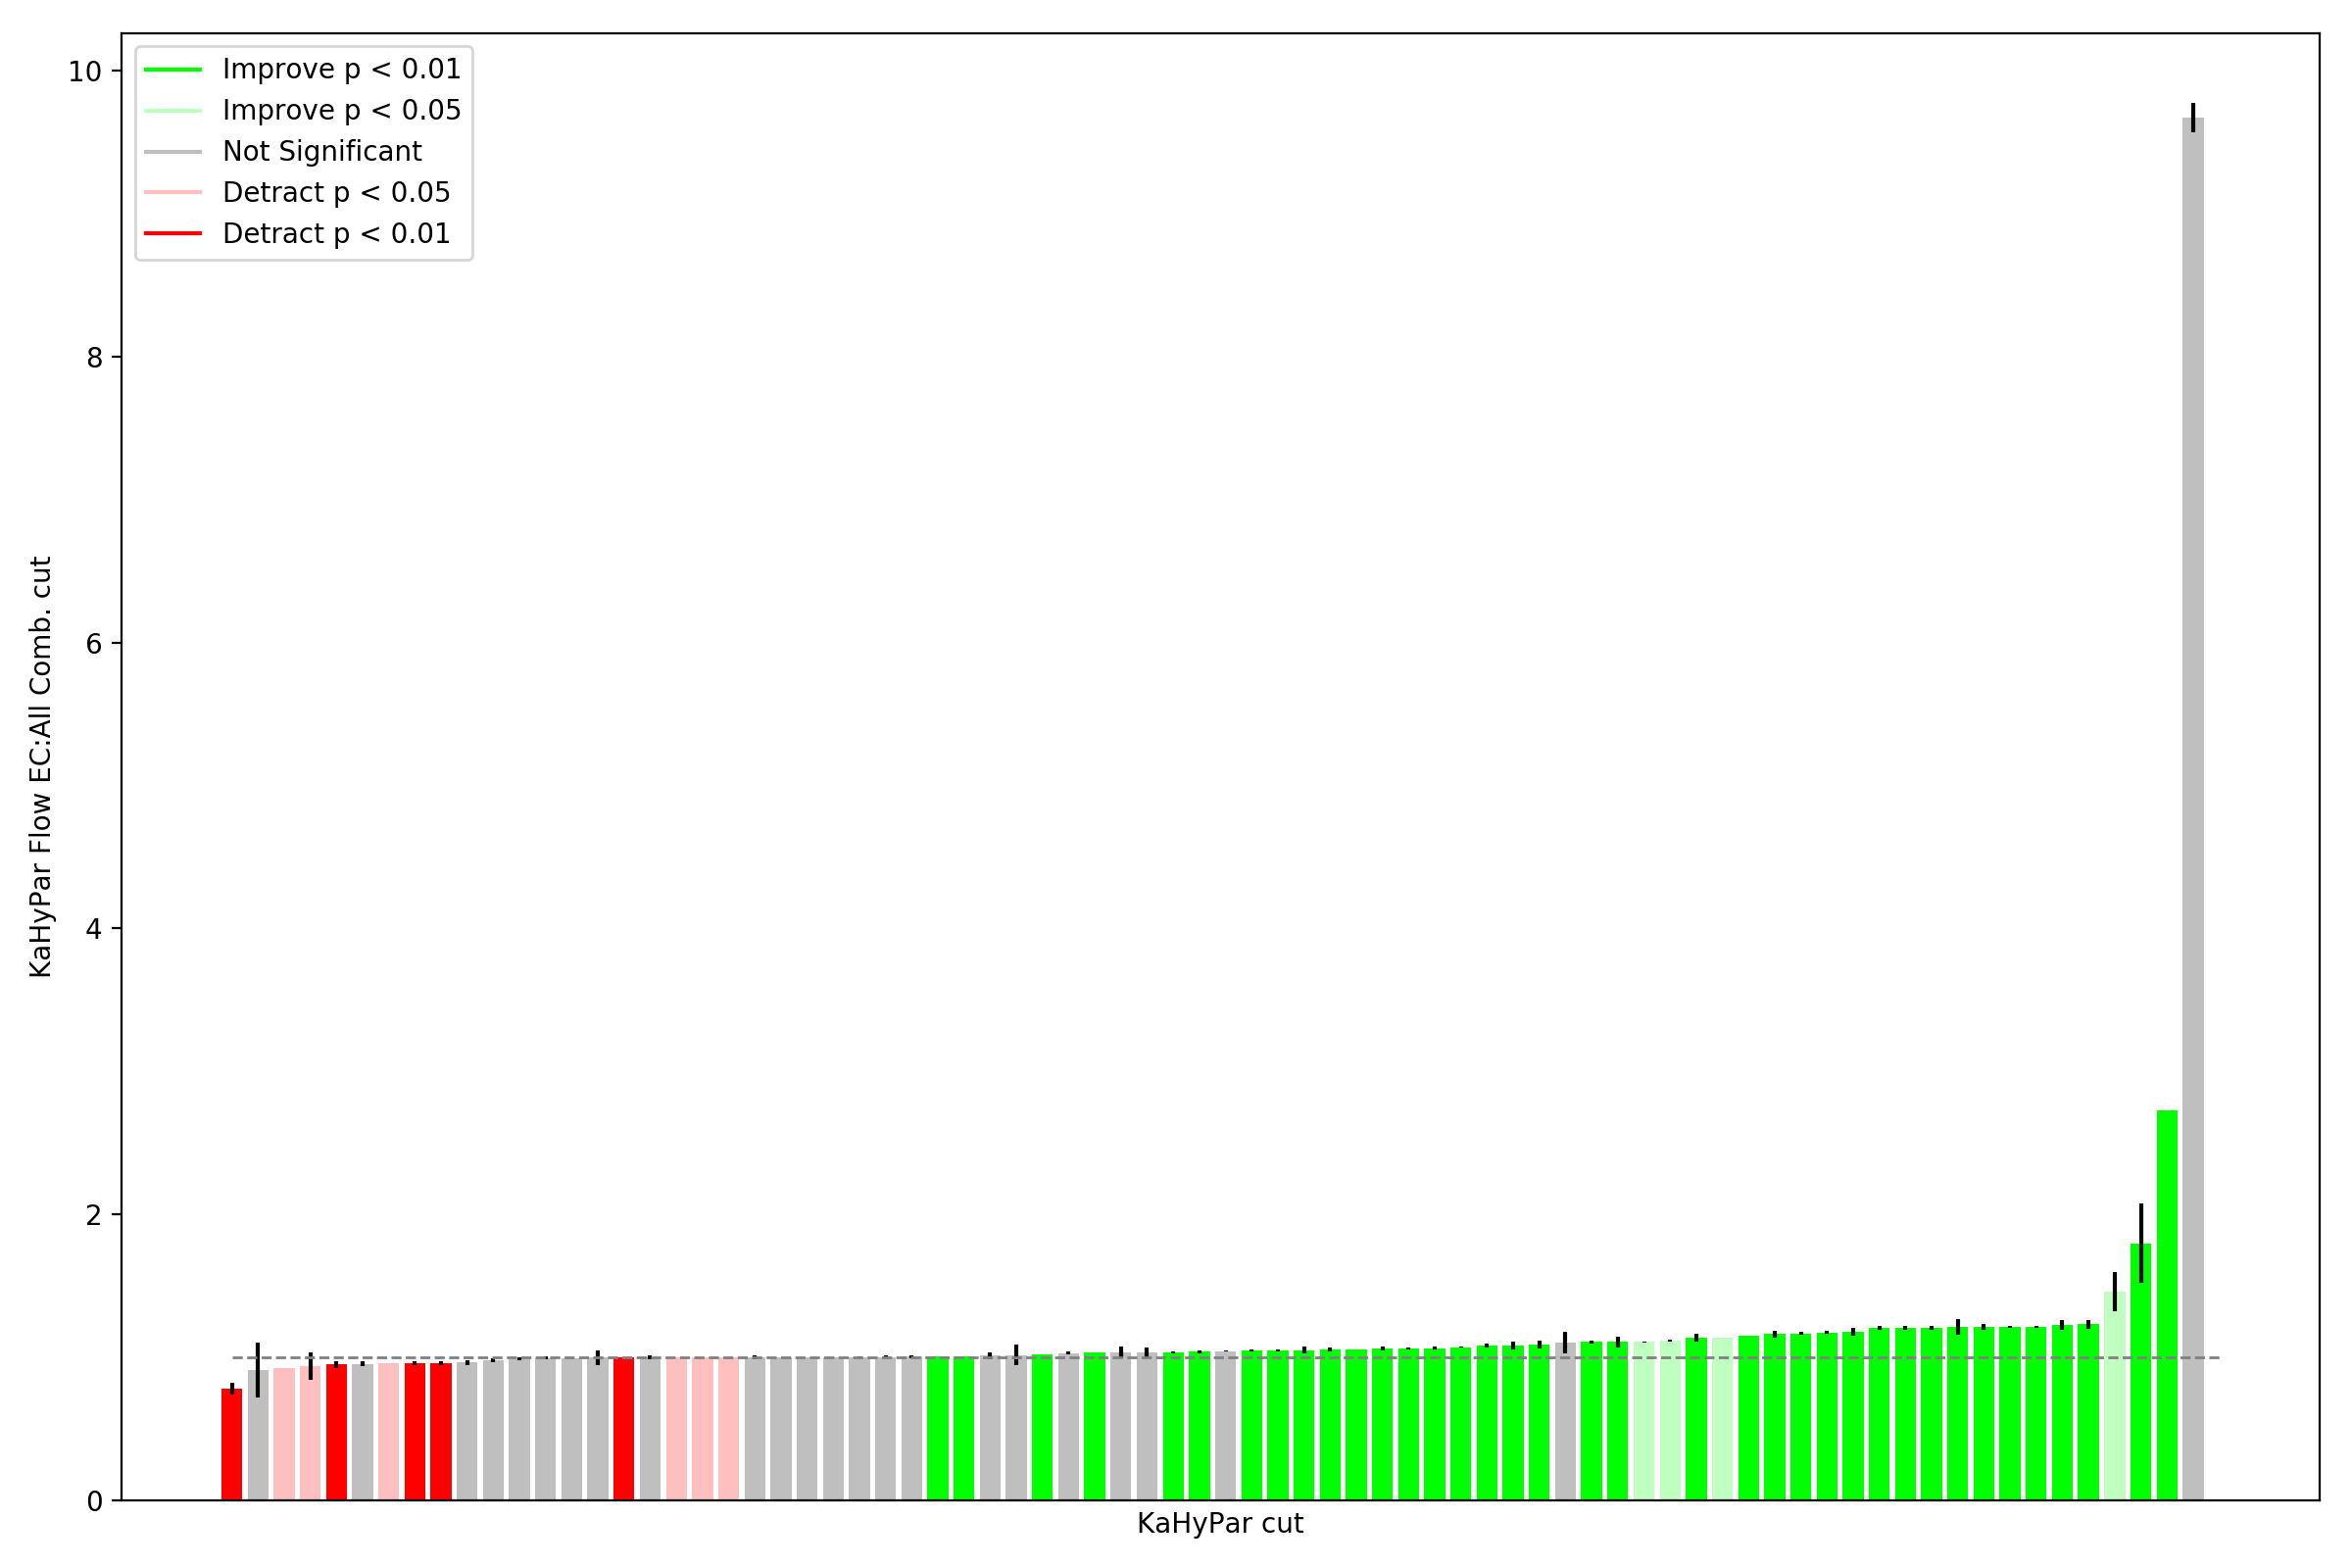 10
8
6
4
2
0
Improve p < 0.01
Improve p < 0.05
Not Significant
Detract p < 0.05
Detract p < 0.01
KaHyPar Flow EC:All Comb. cut
KaHyPar cut